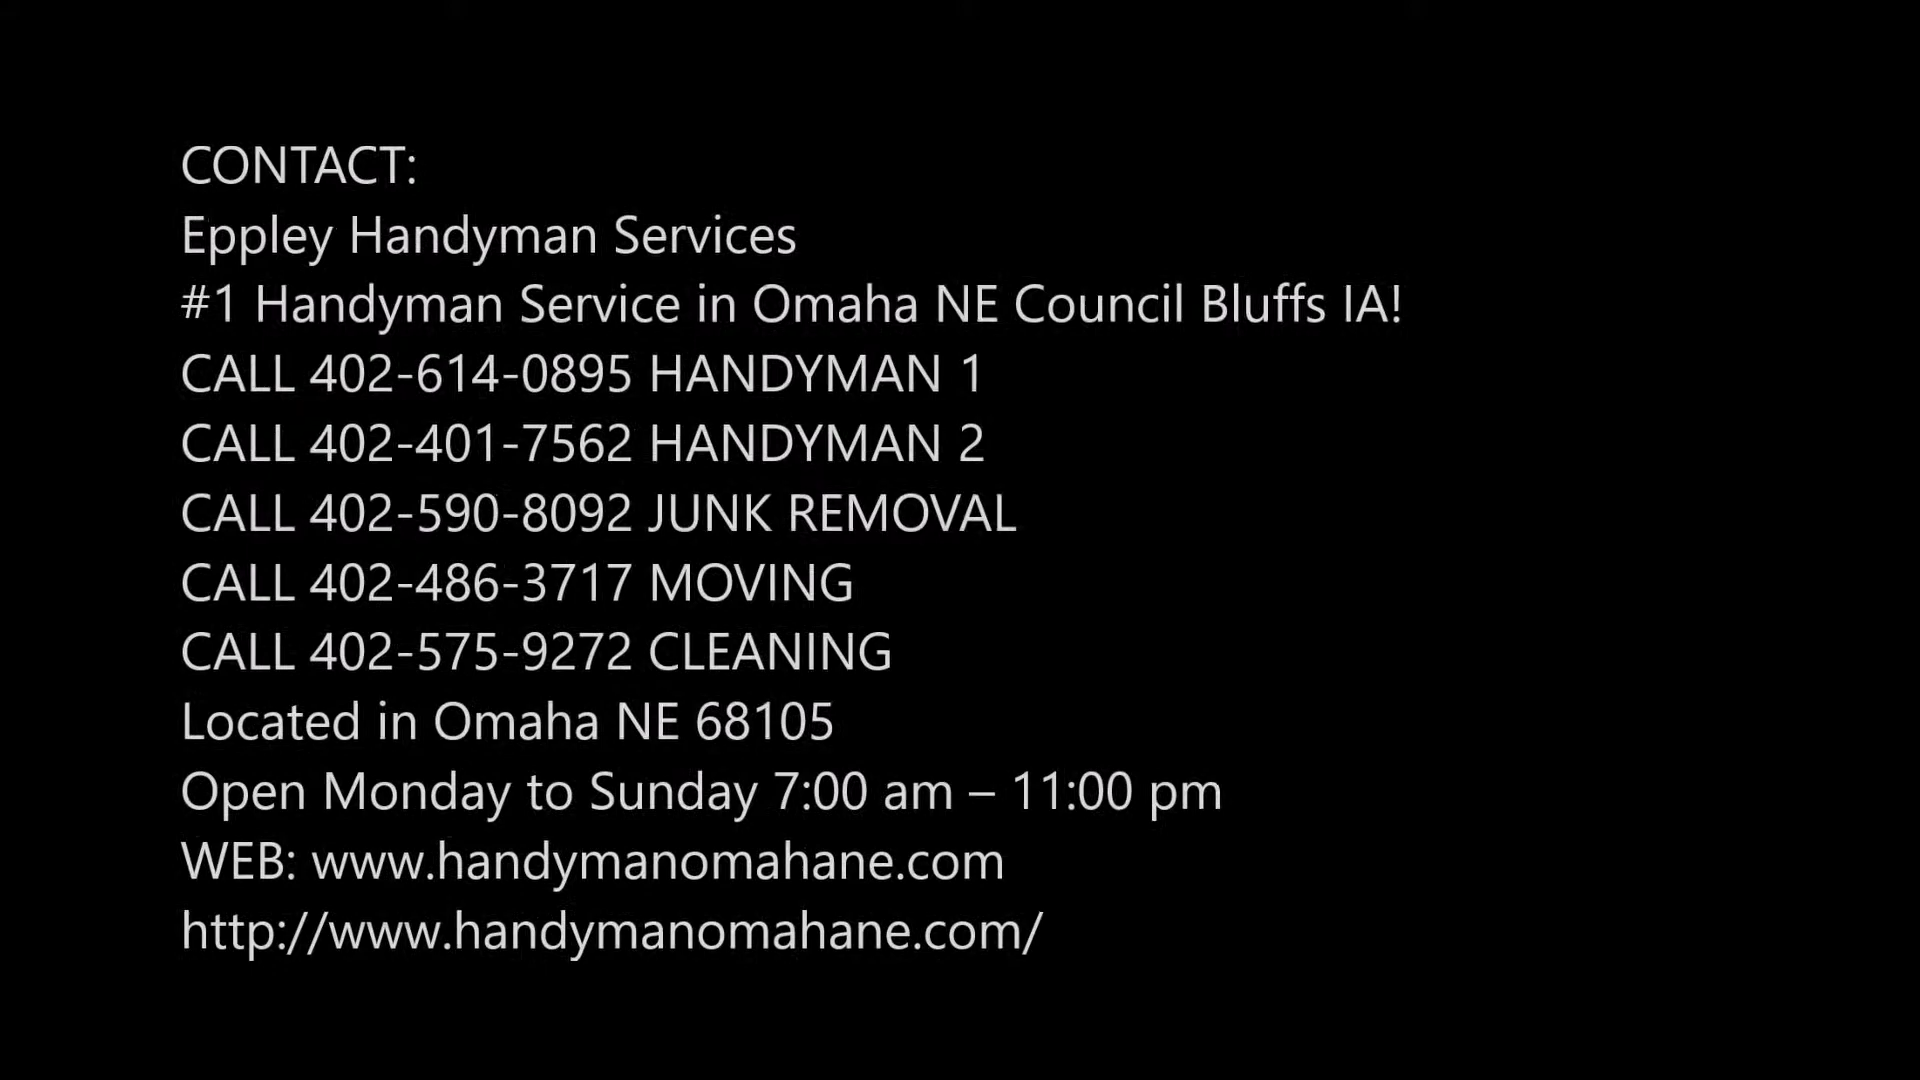 CONTACT:
Eppley Handyman Services
#1 Handyman Service in Omaha NE Council Bluffs IA!
CALL 402-614-0895 HANDYMAN 1
CALL 402-401-7562 HANDYMAN 2
CALL 402-590-8092 JUNK REMOVAL
CALL 402-486-3717 MOVING
CALL 402-575-9272 CLEANING
Located in Omaha NE 68105
Open Monday to Sunday 7:00 am – 11:00 pm
WEB: www.handymanomahane.com
http://www.handymanomahane.com/